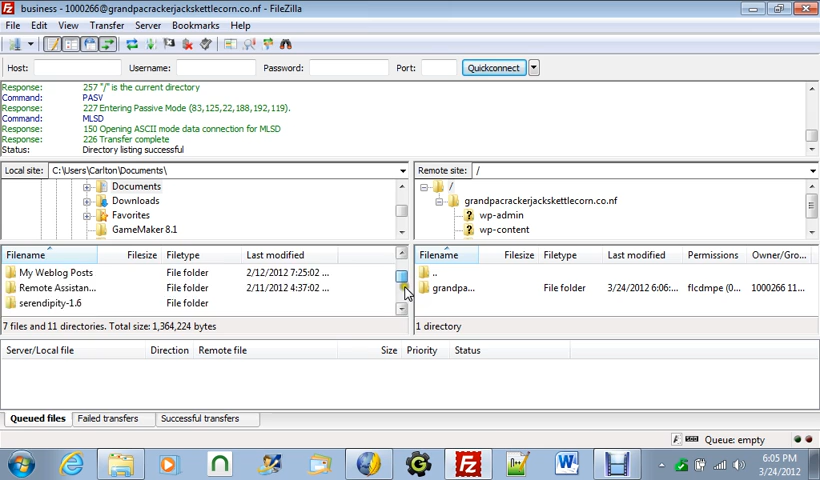 business - 1000266@grandpacrackerjackskettlecorn.co.nf - FileZilla
File Edit View Transfer Server Bookmarks Help
Host: Username: Password: Port: Quickconnect
Response: 257 "/" is the current directory
Command: PASV
Response: 227 Entering Passive Mode (83,125,22,188,192,119).
Command: MLSD
Response: 150 Opening ASCII mode data connection for MLSD
Response: 226 Transfer complete
Status: Directory listing successful
Local site: C:\Users\Carlton\Documents\ Remote site: /
Documents /
Downloads grandpacrackerjackskettlecorn.co.nf
Favorites wp-admin
GameMaker 8.1 wp-content
Filename Filesize Filetype Last modified Filename Filesize Filetype Last modified Permissions Owner/Gro...
My Weblog Posts File folder 2/12/2012 7:25:02 ... ..
Remote Assistan... File folder 2/11/2012 4:37:02 ... grandpa... File folder 3/24/2012 6:06:... flcdmpe (0... 1000266 11...
serendipity-1.6 File folder
7 files and 11 directories. Total size: 1,364,224 bytes 1 directory
Server/Local file Direction Remote file Size Priority Status
Queued files Failed transfers Successful transfers
Queue: empty
6:05 PM
3/24/2012